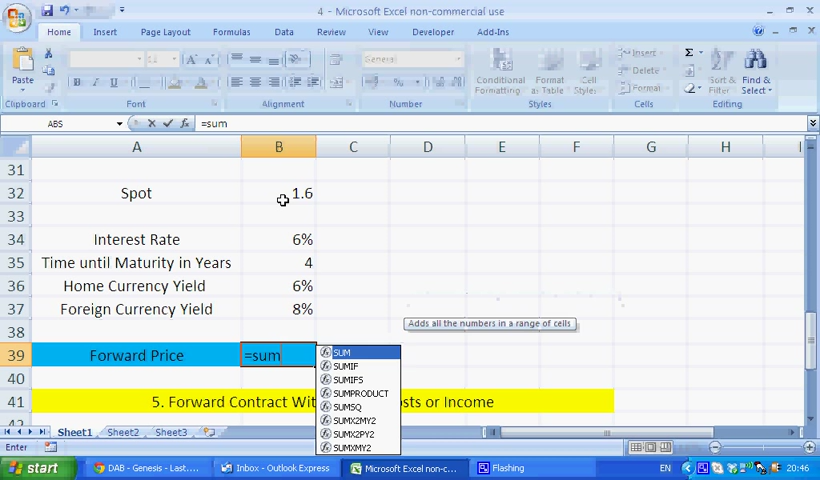 4 - Microsoft Excel non-commercial use
Home Insert Page Layout Formulas Data Review View Developer Add-Ins
Paste
11
General
Conditional Formatting
Format as Table
Cell Styles
Insert
Delete
Format
Sort & Filter
Find & Select
Clipboard Font Alignment Number Styles Cells Editing
ABS =sum
A B C D E F G H I
31
32 Spot 1.6
33
34 Interest Rate 6%
35 Time until Maturity in Years 4
36 Home Currency Yield 6%
37 Foreign Currency Yield 8%
Adds all the numbers in a range of cells
38
39 Forward Price =sum
SUM
SUMIF
SUMIFS
SUMPRODUCT
SUMSQ
SUMX2MY2
SUMX2PY2
SUMXMY2
40
41 5. Forward Contract Wit osts or Income
Sheet1 Sheet2 Sheet3
Enter
start DAB - Genesis - Last.... Inbox - Outlook Express Microsoft Excel non-c... Flashing EN 20:46